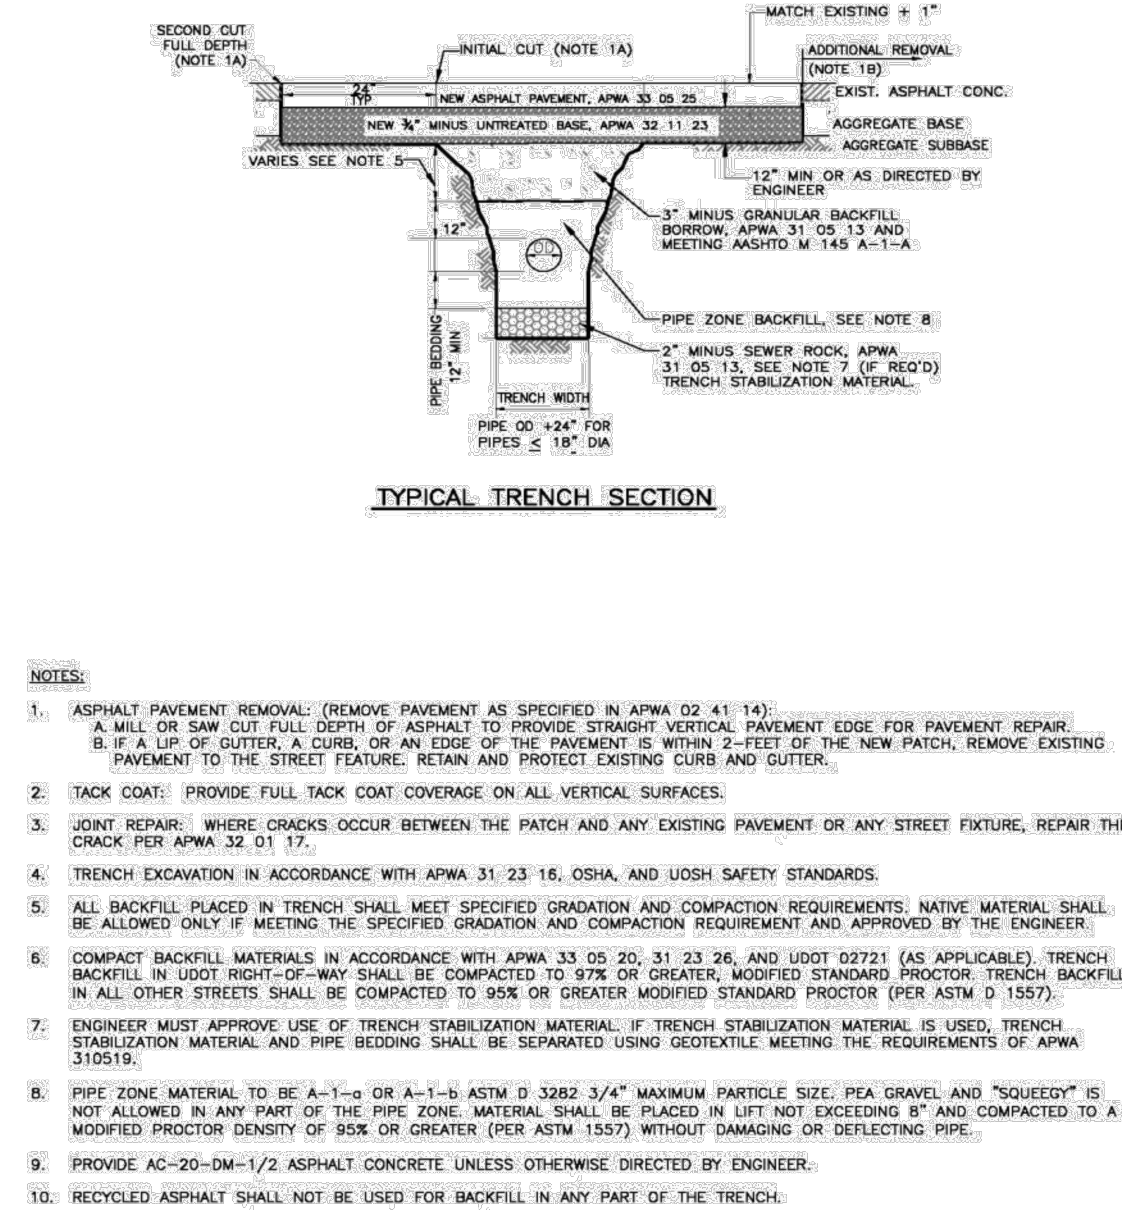 MATCH EXISTING + 1"
SECOND CUT
FULL DEPTH
(NOTE 1A)
INITIAL CUT (NOTE 1A)
ADDITIONAL REMOVAL
(NOTE 1B)
24"
TYP
NEW ASPHALT PAVEMENT, APWA 33 05 25
EXIST. ASPHALT CONC.
NEW ¾" MINUS UNTREATED BASE, APWA 32 11 23
AGGREGATE BASE
AGGREGATE SUBBASE
VARIES SEE NOTE 5
12" MIN OR AS DIRECTED BY
ENGINEER
3" MINUS GRANULAR BACKFILL
BORROW, APWA 31 05 13 AND
MEETING AASHTO M 145 A-1-A
12"
OD
PIPE ZONE BACKFILL, SEE NOTE 8
PIPE BEDDING
12" MIN
2" MINUS SEWER ROCK, APWA
31 05 13, SEE NOTE 7 (IF REQ'D)
TRENCH STABILIZATION MATERIAL.
TRENCH WIDTH
PIPE OD +24" FOR
PIPES ≤ 18" DIA
TYPICAL TRENCH SECTION
NOTES:
1. ASPHALT PAVEMENT REMOVAL: (REMOVE PAVEMENT AS SPECIFIED IN APWA 02 41 14):
A. MILL OR SAW CUT FULL DEPTH OF ASPHALT TO PROVIDE STRAIGHT VERTICAL PAVEMENT EDGE FOR PAVEMENT REPAIR.
B. IF A LIP OF GUTTER, A CURB, OR AN EDGE OF THE PAVEMENT IS WITHIN 2-FEET OF THE NEW PATCH, REMOVE EXISTING
PAVEMENT TO THE STREET FEATURE. RETAIN AND PROTECT EXISTING CURB AND GUTTER.
2. TACK COAT: PROVIDE FULL TACK COAT COVERAGE ON ALL VERTICAL SURFACES.
3. JOINT REPAIR: WHERE CRACKS OCCUR BETWEEN THE PATCH AND ANY EXISTING PAVEMENT OR ANY STREET FIXTURE, REPAIR THE
CRACK PER APWA 32 01 17.
4. TRENCH EXCAVATION IN ACCORDANCE WITH APWA 31 23 16, OSHA, AND UOSH SAFETY STANDARDS.
5. ALL BACKFILL PLACED IN TRENCH SHALL MEET SPECIFIED GRADATION AND COMPACTION REQUIREMENTS. NATIVE MATERIAL SHALL
BE ALLOWED ONLY IF MEETING THE SPECIFIED GRADATION AND COMPACTION REQUIREMENT AND APPROVED BY THE ENGINEER.
6. COMPACT BACKFILL MATERIALS IN ACCORDANCE WITH APWA 33 05 20, 31 23 26, AND UDOT 02721 (AS APPLICABLE). TRENCH
BACKFILL IN UDOT RIGHT-OF-WAY SHALL BE COMPACTED TO 97% OR GREATER, MODIFIED STANDARD PROCTOR. TRENCH BACKFILL
IN ALL OTHER STREETS SHALL BE COMPACTED TO 95% OR GREATER MODIFIED STANDARD PROCTOR (PER ASTM D 1557).
7. ENGINEER MUST APPROVE USE OF TRENCH STABILIZATION MATERIAL. IF TRENCH STABILIZATION MATERIAL IS USED, TRENCH
STABILIZATION MATERIAL AND PIPE BEDDING SHALL BE SEPARATED USING GEOTEXTILE MEETING THE REQUIREMENTS OF APWA
310519.
8. PIPE ZONE MATERIAL TO BE A-1-a OR A-1-b ASTM D 3282 3/4" MAXIMUM PARTICLE SIZE. PEA GRAVEL AND "SQUEEGY" IS
NOT ALLOWED IN ANY PART OF THE PIPE ZONE. MATERIAL SHALL BE PLACED IN LIFT NOT EXCEEDING 8" AND COMPACTED TO A
MODIFIED PROCTOR DENSITY OF 95% OR GREATER (PER ASTM 1557) WITHOUT DAMAGING OR DEFLECTING PIPE.
9. PROVIDE AC-20-DM-1/2 ASPHALT CONCRETE UNLESS OTHERWISE DIRECTED BY ENGINEER.
10. RECYCLED ASPHALT SHALL NOT BE USED FOR BACKFILL IN ANY PART OF THE TRENCH.